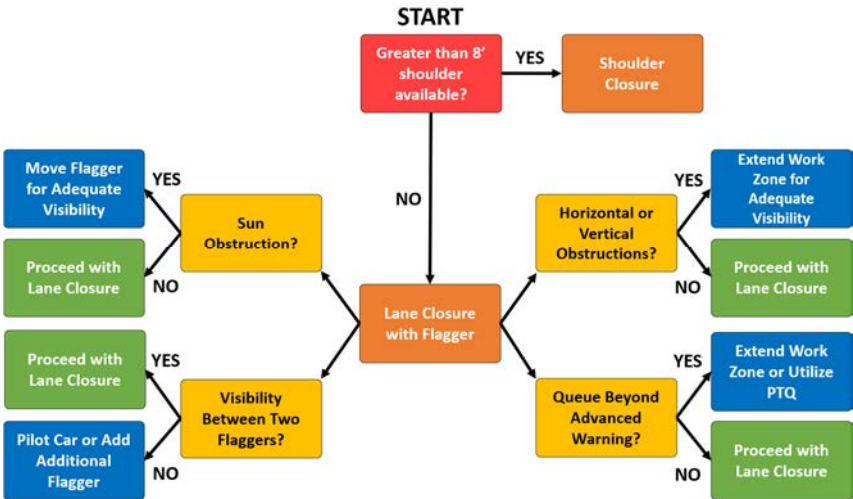 START
Greater than 8'
shoulder
available?
YES
Shoulder
Closure
NO
Move Flagger
for Adequate
Visibility
YES
Sun
Obstruction?
Proceed with
Lane Closure
NO
Horizontal or
Vertical
Obstructions?
YES
Extend Work
Zone for
Adequate
Visibility
NO
Proceed with
Lane Closure
Lane Closure
with Flagger
Proceed with
Lane Closure
YES
Visibility
Between Two
Flaggers?
Pilot Car or Add
Additional
Flagger
NO
Queue Beyond
Advanced
Warning?
YES
Extend Work
Zone or Utilize
PTQ
NO
Proceed with
Lane Closure